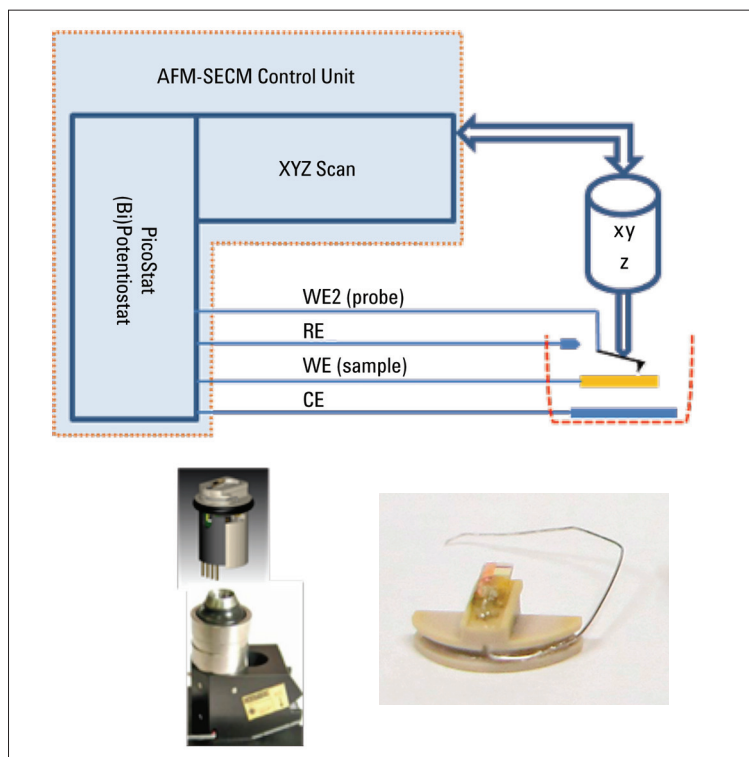 AFM-SECM Control Unit
XYZ Scan
PicoStat
(Bi)Potentiostat
xy
z
WE2 (probe)
RE
WE (sample)
CE